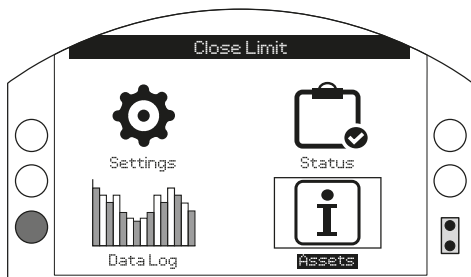 Close Limit
Settings
Status
Data Log
Assets